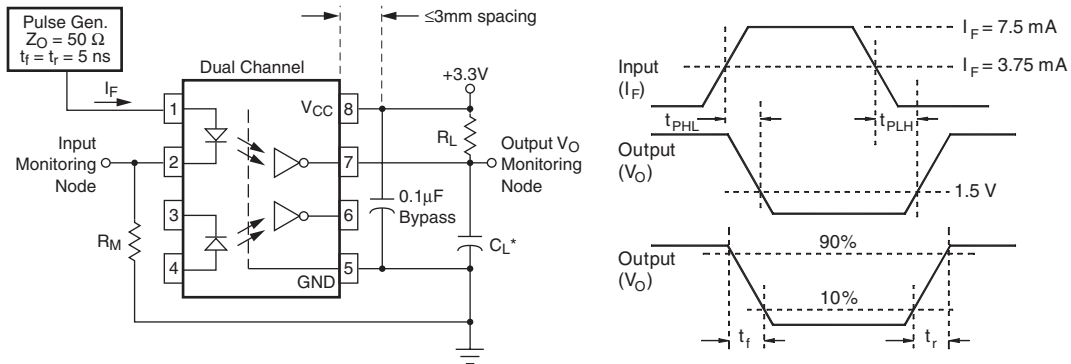 Pulse Gen.
Z_O = 50 Ω
t_f = t_r = 5 ns
≤3mm spacing
Dual Channel
+3.3V
I_F
1
V_CC
8
R_L
Input
Monitoring
Node
2
7
Output V_O
Monitoring
Node
3
6
0.1µF
Bypass
R_M
4
5
GND
C_L*
I_F = 7.5 mA
Input
(I_F)
I_F = 3.75 mA
t_PHL
t_PLH
Output
(V_O)
1.5 V
Output
(V_O)
90%
10%
t_f
t_r